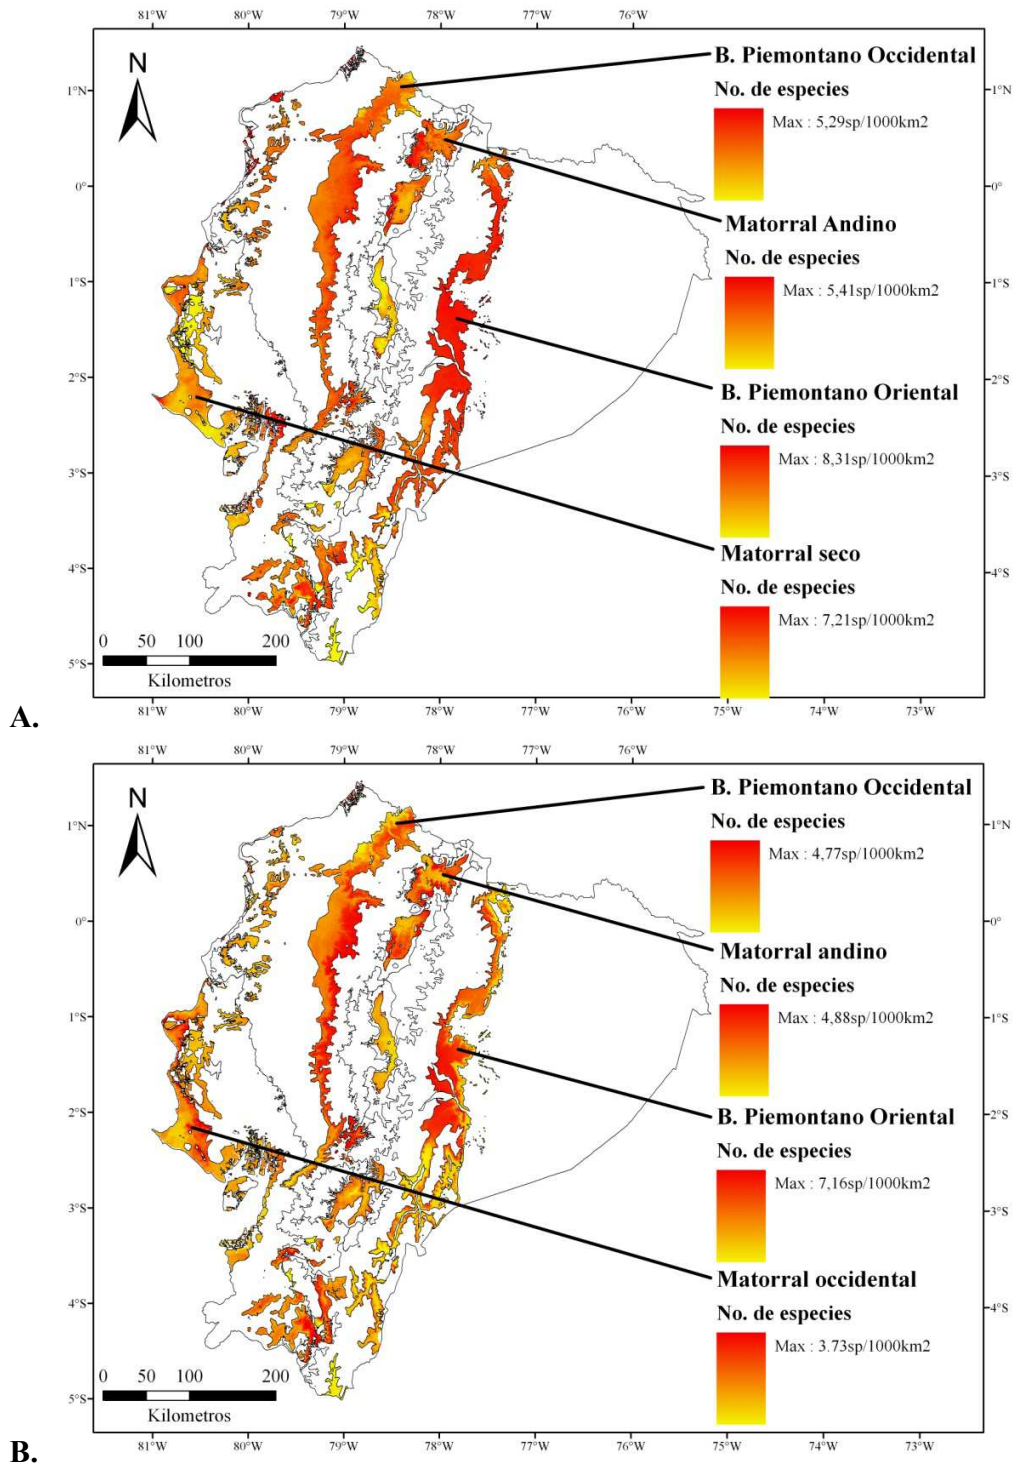 81°W 80°W 79°W 78°W 77°W 76°W
N
B. Piemontano Occidental
No. de especies
Max : 5,29sp/1000km2
1°N 1°N
0° 0°
Matorral Andino
No. de especies
Max : 5,41sp/1000km2
1°S 1°S
B. Piemontano Oriental
2°S 2°S
No. de especies
Max : 8,31sp/1000km2
3°S 3°S
Matorral seco
4°S 4°S
No. de especies
Max : 7,21sp/1000km2
0 50 100 200
Kilometros
5°S
81°W 80°W 79°W 78°W 77°W 76°W 75°W 74°W 73°W
A.
81°W 80°W 79°W 78°W 77°W 76°W
N
B. Piemontano Occidental
No. de especies
Max : 4,77sp/1000km2
1°N 1°N
0° 0°
Matorral andino
No. de especies
Max : 4,88sp/1000km2
1°S 1°S
B. Piemontano Oriental
2°S 2°S
No. de especies
Max : 7,16sp/1000km2
3°S 3°S
Matorral occidental
4°S 4°S
No. de especies
Max : 3.73sp/1000km2
0 50 100 200
Kilometros
5°S
81°W 80°W 79°W 78°W 77°W 76°W 75°W 74°W 73°W
B.